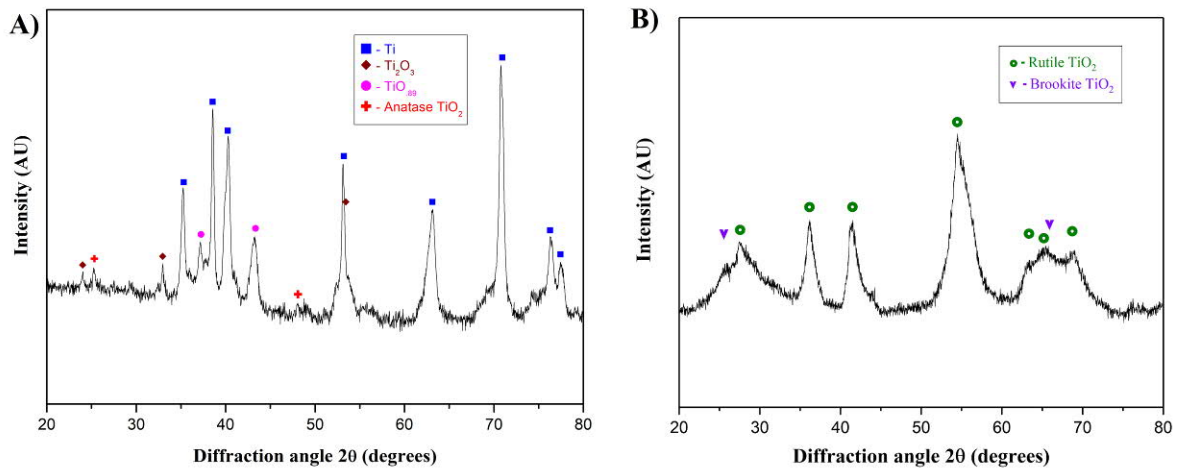 A)
- Ti
- Ti2O3
- TiO.89
- Anatase TiO2
Intensity (AU)
20 30 40 50 60 70 80
Diffraction angle 2θ (degrees)
B)
- Rutile TiO2
- Brookite TiO2
Intensity (AU)
20 30 40 50 60 70 80
Diffraction angle 2θ (degrees)